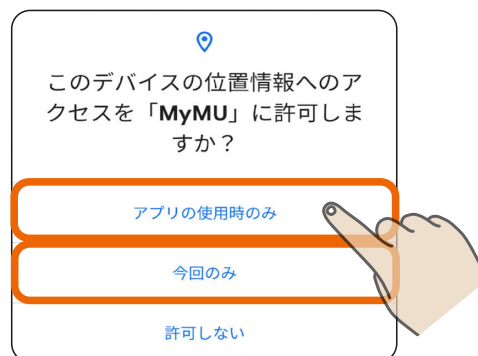 このデバイスの位置情報へのア
クセスを「MyMU」に許可しま
すか？
アプリの使用時のみ
今回のみ
許可しない